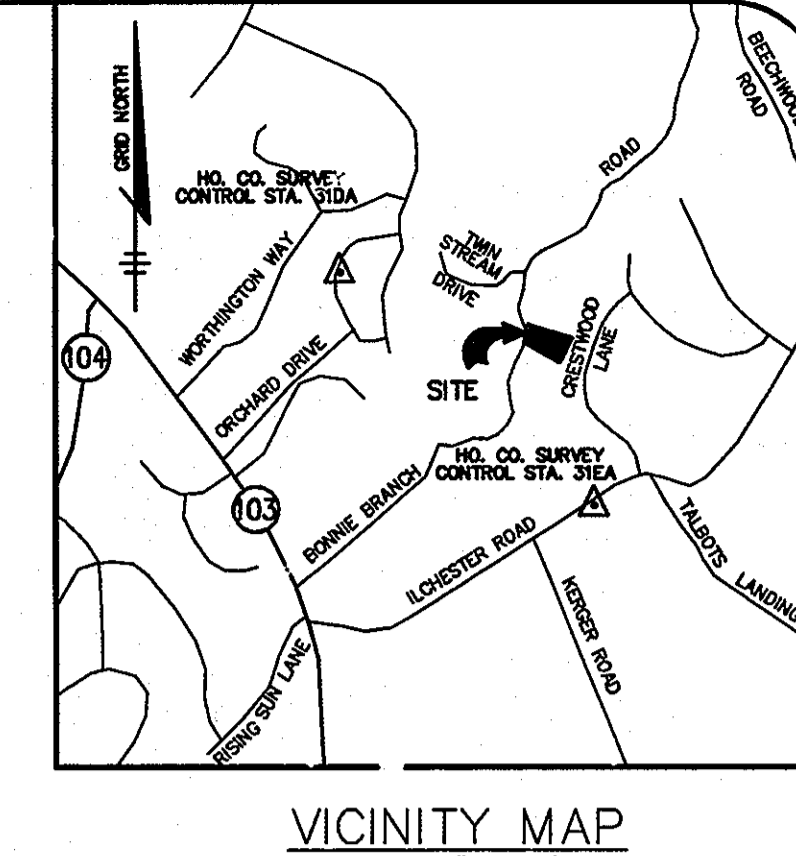 GRID NORTH
BEECHWOOD
ROAD
ROAD
HO. CO. SURVEY
CONTROL STA. 31DA
TWIN
STREAM
DRIVE
WORTHINGTON WAY
ORCHARD DRIVE
104
CRESTWOOD
LANE
SITE
HO. CO. SURVEY
CONTROL STA. 31EA
103
BONNIE BRANCH
ILCHESTER ROAD
TALBOTS LANDING
KERGER ROAD
RISING SUN LANE
VICINITY MAP